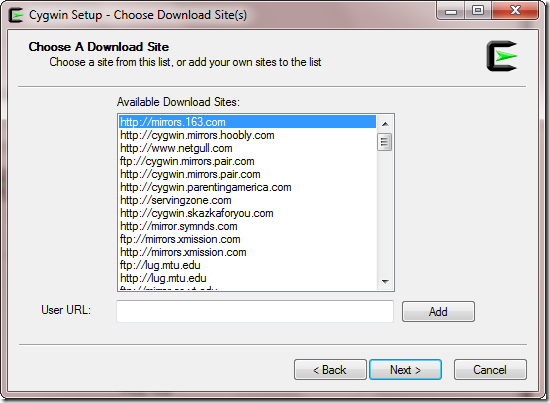 Cygwin Setup - Choose Download Site(s)
Choose A Download Site
Choose a site from this list, or add your own sites to the list
Available Download Sites:
http://mirrors.163.com
http://cygwin.mirrors.hoobly.com
http://www.netgull.com
ftp://cygwin.mirrors.pair.com
http://cygwin.mirrors.pair.com
http://cygwin.parentingamerica.com
http://servingzone.com
http://cygwin.skazkaforyou.com
http://mirror.symnds.com
ftp://mirrors.xmission.com
http://mirrors.xmission.com
ftp://lug.mtu.edu
http://lug.mtu.edu
User URL:
Add
< Back
Next >
Cancel